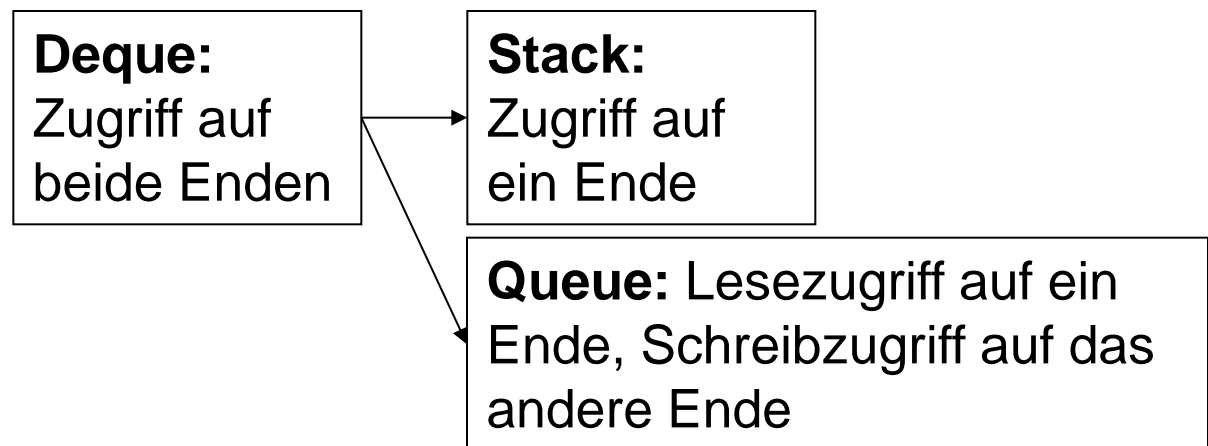 Deque:
Zugriff auf
beide Enden
Stack:
Zugriff auf
ein Ende
Queue: Lesezugriff auf ein
Ende, Schreibzugriff auf das
andere Ende